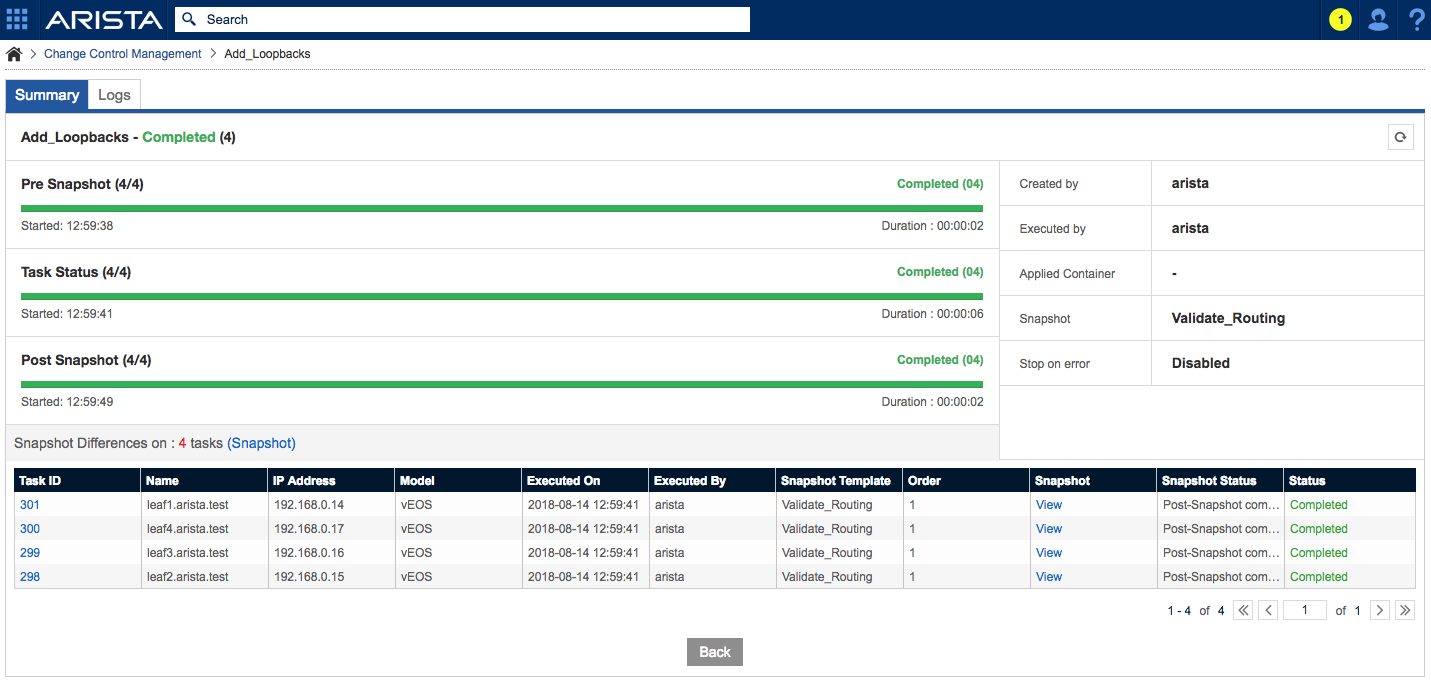 ARISTA Search 1 ?
Change Control Management Add_Loopbacks
Summary Logs
Add_Loopbacks - Completed (4)
Pre Snapshot (4/4) Completed (04)
Started: 12:59:38 Duration : 00:00:02
Task Status (4/4) Completed (04)
Started: 12:59:41 Duration : 00:00:06
Post Snapshot (4/4) Completed (04)
Started: 12:59:49 Duration : 00:00:02
Created by arista
Executed by arista
Applied Container -
Snapshot Validate_Routing
Stop on error Disabled
Snapshot Differences on : 4 tasks (Snapshot)
Task ID Name IP Address Model Executed On Executed By Snapshot Template Order Snapshot Snapshot Status Status
301 leaf1.arista.test 192.168.0.14 vEOS 2018-08-14 12:59:41 arista Validate_Routing 1 View Post-Snapshot com... Completed
300 leaf4.arista.test 192.168.0.17 vEOS 2018-08-14 12:59:41 arista Validate_Routing 1 View Post-Snapshot com... Completed
299 leaf3.arista.test 192.168.0.16 vEOS 2018-08-14 12:59:41 arista Validate_Routing 1 View Post-Snapshot com... Completed
298 leaf2.arista.test 192.168.0.15 vEOS 2018-08-14 12:59:41 arista Validate_Routing 1 View Post-Snapshot com... Completed
1 - 4 of 4 1 of 1
Back